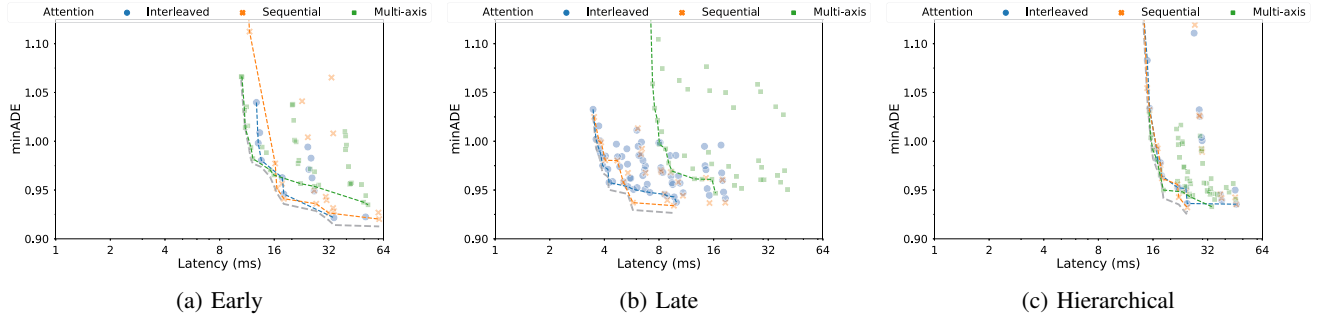 Attention Interleaved Sequential Multi-axis
1.10
1.05
1.00
0.95
0.90
minADE
1 2 4 8 16 32 64
Latency (ms)
(a) Early
Attention Interleaved Sequential Multi-axis
1.10
1.05
1.00
0.95
0.90
minADE
1 2 4 8 16 32 64
Latency (ms)
(b) Late
Attention Interleaved Sequential Multi-axis
1.10
1.05
1.00
0.95
0.90
minADE
1 2 4 8 16 32 64
Latency (ms)
(c) Hierarchical